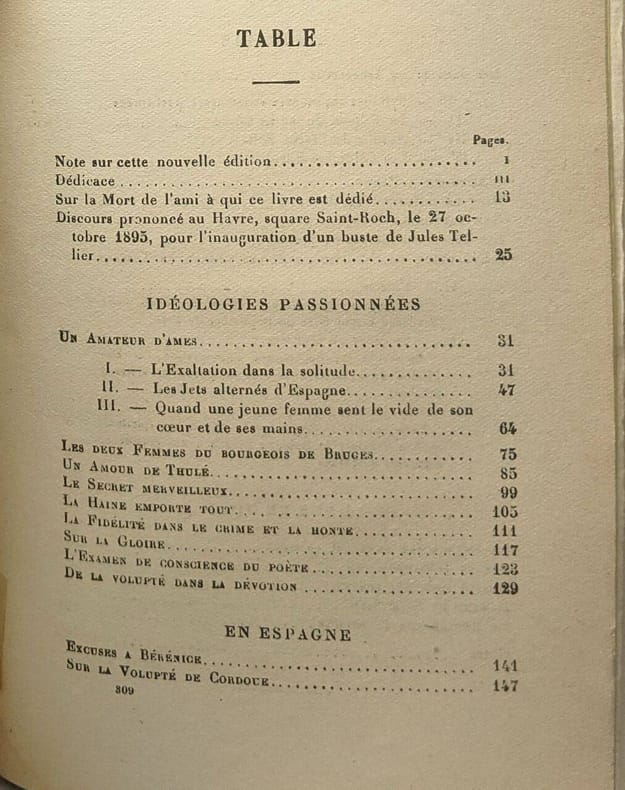 TABLE
Pages.
Note sur cette nouvelle édition........................ I
Dédicace........................................ III
Sur la Mort de l'ami à qui ce livre est dédié............ 13
Discours prononcé au Havre, square Saint-Roch, le 27 oc-
tobre 1895, pour l'inauguration d'un buste de Jules Tel-
lier............................................ 25
IDÉOLOGIES PASSIONNÉES
UN AMATEUR D'AMES................................ 31
I. — L'Exaltation dans la solitude.............. 31
II. — Les Jets alternés d'Espagne............... 47
III. — Quand une jeune femme sent le vide de son
cœur et de ses mains.................... 64
LES DEUX FEMMES DU BOURGEOIS DE BRUGES............ 75
UN AMOUR DE THULÉ................................ 85
LE SECRET MERVEILLEUX............................ 99
LA HAINE EMPORTE TOUT............................ 105
LA FIDÉLITÉ DANS LE CRIME ET LA HONTE.............. 111
SUR LA GLOIRE.................................... 117
L'EXAMEN DE CONSCIENCE DU POÈTE.................. 123
DE LA VOLUPTÉ DANS LA DÉVOTION.................... 129
EN ESPAGNE
EXCUSES A BÉRÉNICE................................ 141
SUR LA VOLUPTÉ DE CORDOUE........................ 147
309